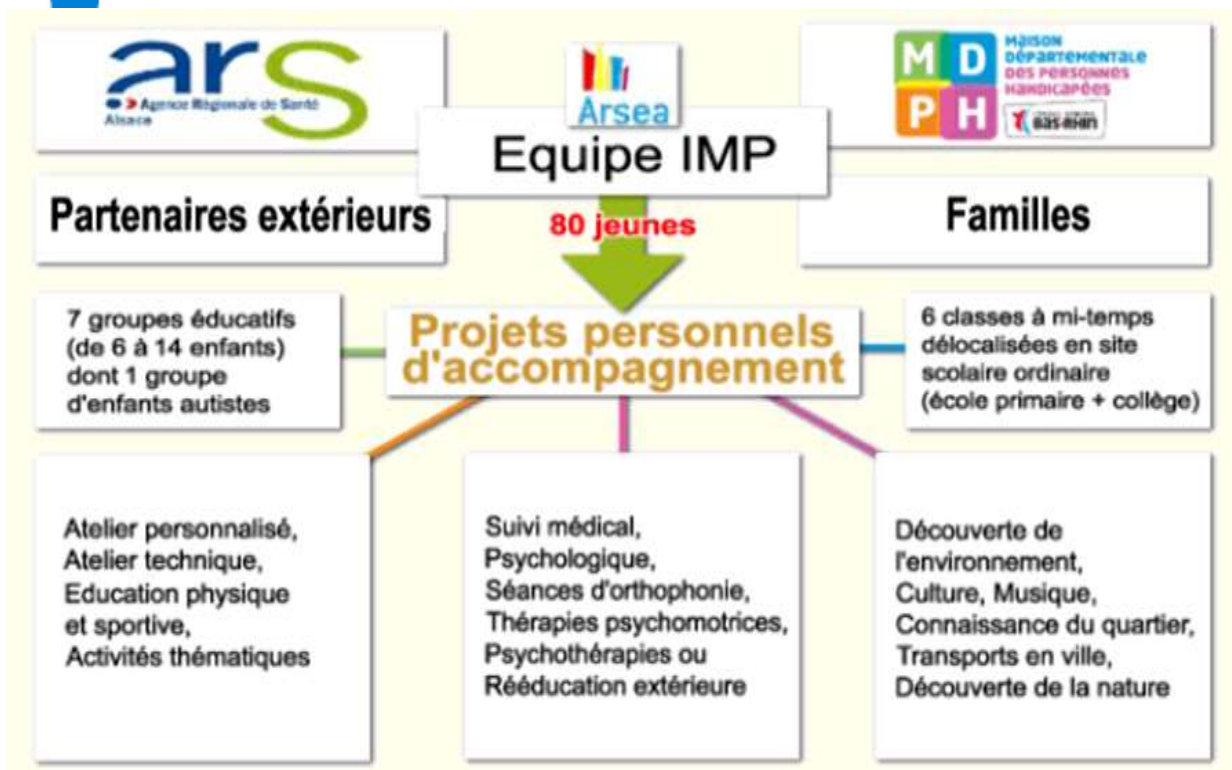 ars
Agence Régionale de Santé
Alsace
Arsea
Equipe IMP
M D
P H
MAISON
DÉPARTEMENTALE
DES PERSONNES
HANDICAPÉES
BAS-RHIN
Partenaires extérieurs
80 jeunes
Familles
7 groupes éducatifs
(de 6 à 14 enfants)
dont 1 groupe
d'enfants autistes
Projets personnels
d'accompagnement
6 classes à mi-temps
délocalisées en site
scolaire ordinaire
(école primaire + collège)
Atelier personnalisé,
Atelier technique,
Education physique
et sportive,
Activités thématiques
Suivi médical,
Psychologique,
Séances d'orthophonie,
Thérapies psychomotrices,
Psychothérapies ou
Rééducation extérieure
Découverte de
l'environnement,
Culture, Musique,
Connaissance du quartier,
Transports en ville,
Découverte de la nature